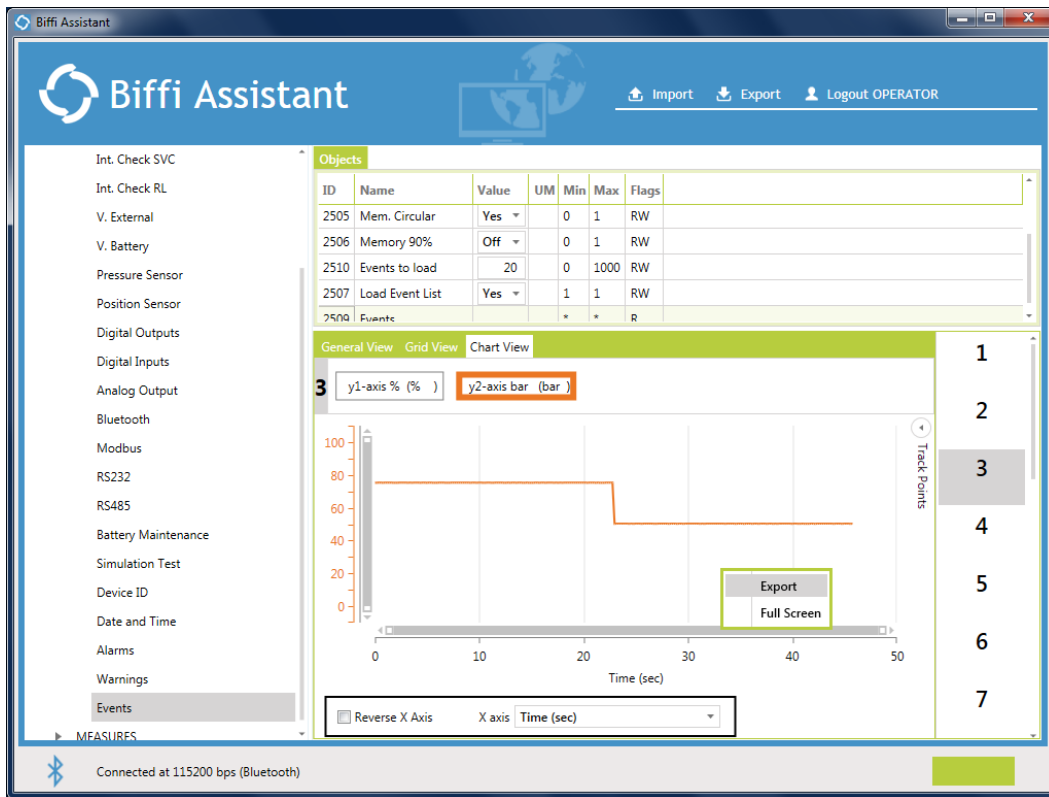 Biffi Assistant
Biffi Assistant
Import Export Logout OPERATOR
Int. Check SVC
Int. Check RL
V. External
V. Battery
Pressure Sensor
Position Sensor
Digital Outputs
Digital Inputs
Analog Output
Bluetooth
Modbus
RS232
RS485
Battery Maintenance
Simulation Test
Device ID
Date and Time
Alarms
Warnings
Events
MEASURES
Objects
ID Name Value UM Min Max Flags
2505 Mem. Circular Yes 0 1 RW
2506 Memory 90% Off 0 1 RW
2510 Events to load 20 0 1000 RW
2507 Load Event List Yes 1 1 RW
2509 Events * * R
General View Grid View Chart View
3 y1-axis % (% ) y2-axis bar (bar )
Track Points
100
80
60
40
20
0
Export
Full Screen
0 10 20 30 40 50
Time (sec)
Reverse X Axis X axis Time (sec)
1
2
3
4
5
6
7
Connected at 115200 bps (Bluetooth)